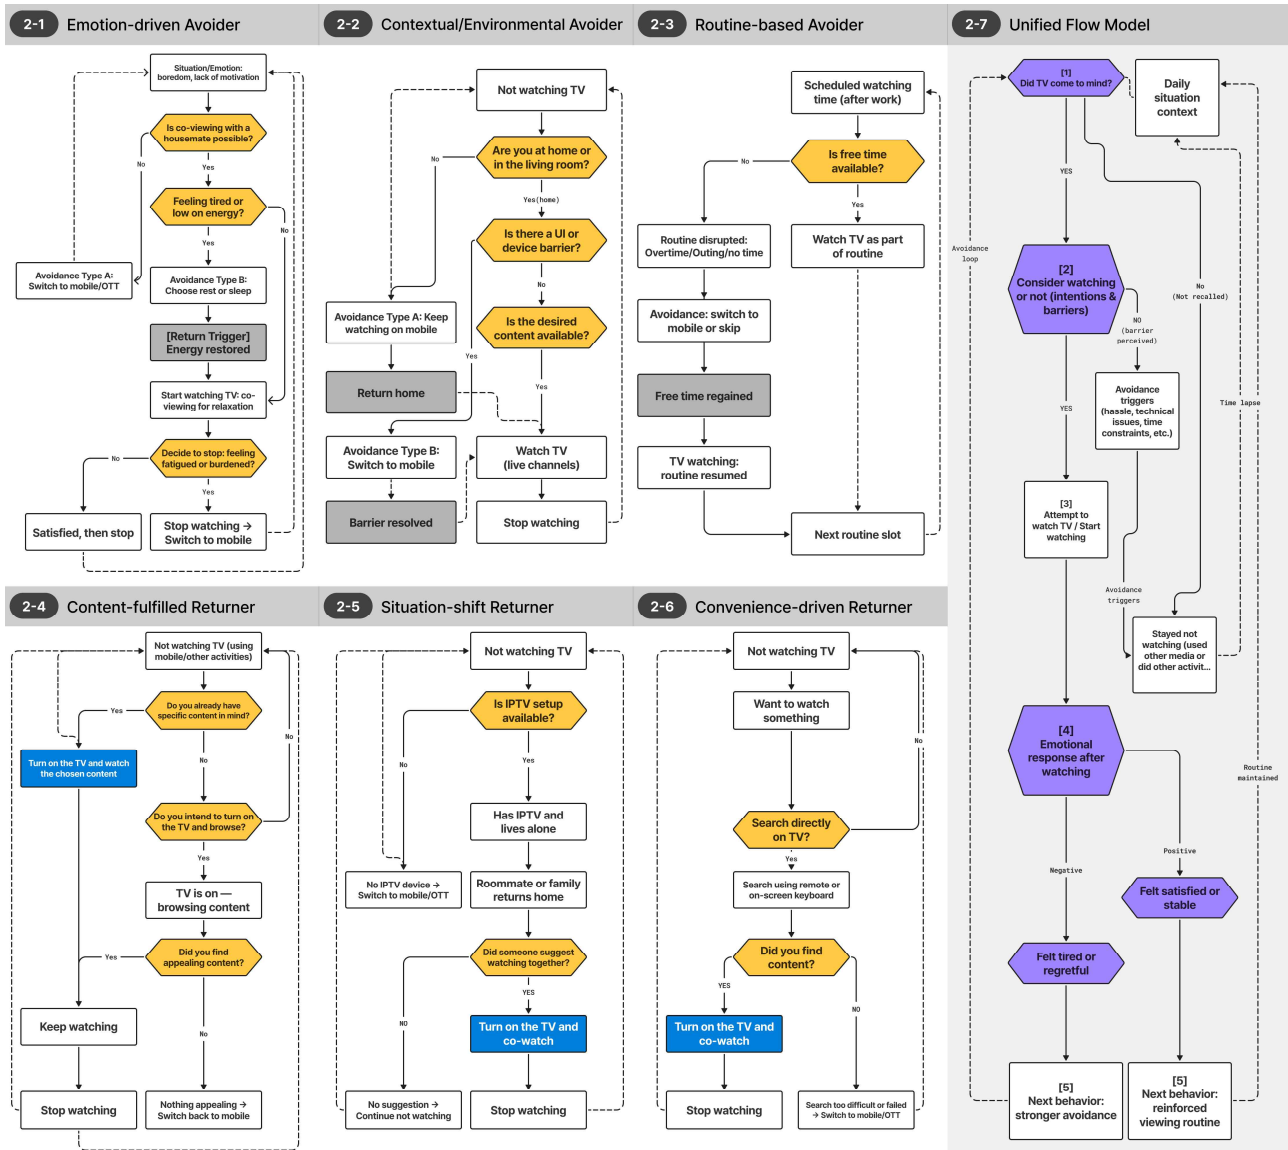 2-1 Emotion-driven Avoider
Situation/Emotion:
boredom, lack of motivation
Is co-viewing with a
housemate possible?
No
Yes
Feeling tired or
low on energy?
No
Yes
Avoidance Type A:
Switch to mobile/OTT
Avoidance Type B:
Choose rest or sleep
[Return Trigger]
Energy restored
Start watching TV: co-
viewing for relaxation
Decide to stop: feeling
fatigued or burdened?
No
Yes
Satisfied, then stop
Stop watching →
Switch to mobile
2-2 Contextual/Environmental Avoider
Not watching TV
Are you at home or
in the living room?
No
Yes(home)
Is there a UI or
device barrier?
No
Avoidance Type A: Keep
watching on mobile
Is the desired
content available?
Yes
Yes
Return home
Avoidance Type B:
Switch to mobile
Watch TV
(live channels)
Barrier resolved
Stop watching
2-3 Routine-based Avoider
Scheduled watching
time (after work)
Is free time
available?
No
Yes
Routine disrupted:
Overtime/Outing/no time
Watch TV as part
of routine
Avoidance: switch to
mobile or skip
Free time regained
TV watching:
routine resumed
Next routine slot
2-7 Unified Flow Model
[1]
Did TV come to mind?
Daily
situation
context
YES
Avoidance
loop
[2]
Consider watching
or not (intentions &
barriers)
No
(Not recalled)
NO
(barrier
perceived)
Avoidance
triggers
(hassle, technical
issues, time
constraints, etc.)
YES
Time lapse
[3]
Attempt to
watch TV / Start
watching
Avoidance
triggers
Stayed not
watching (used
other media or
did other activit...
[4]
Emotional
response after
watching
Routine
maintained
Positive
Negative
Felt satisfied or
stable
Felt tired or
regretful
[5]
Next behavior:
stronger avoidance
[5]
Next behavior:
reinforced
viewing routine
2-4 Content-fulfilled Returner
Not watching TV (using
mobile/other activities)
Do you already have
specific content in mind?
Yes
No
No
Turn on the TV and watch
the chosen content
Do you intend to turn on
the TV and browse?
Yes
TV is on —
browsing content
Did you find
appealing content?
Yes
Keep watching
No
Stop watching
Nothing appealing →
Switch back to mobile
2-5 Situation-shift Returner
Not watching TV
Is IPTV setup
available?
No
Yes
Has IPTV and
lives alone
No IPTV device →
Switch to mobile/OTT
Roommate or family
returns home
Did someone suggest
watching together?
YES
NO
Turn on the TV and
co-watch
No suggestion →
Continue not watching
Stop watching
2-6 Convenience-driven Returner
Not watching TV
Want to watch
something
No
Search directly
on TV?
Yes
Search using remote or
on-screen keyboard
Did you find
content?
YES
NO
Turn on the TV and
co-watch
Stop watching
Search too difficult or failed
→ Switch to mobile/OTT